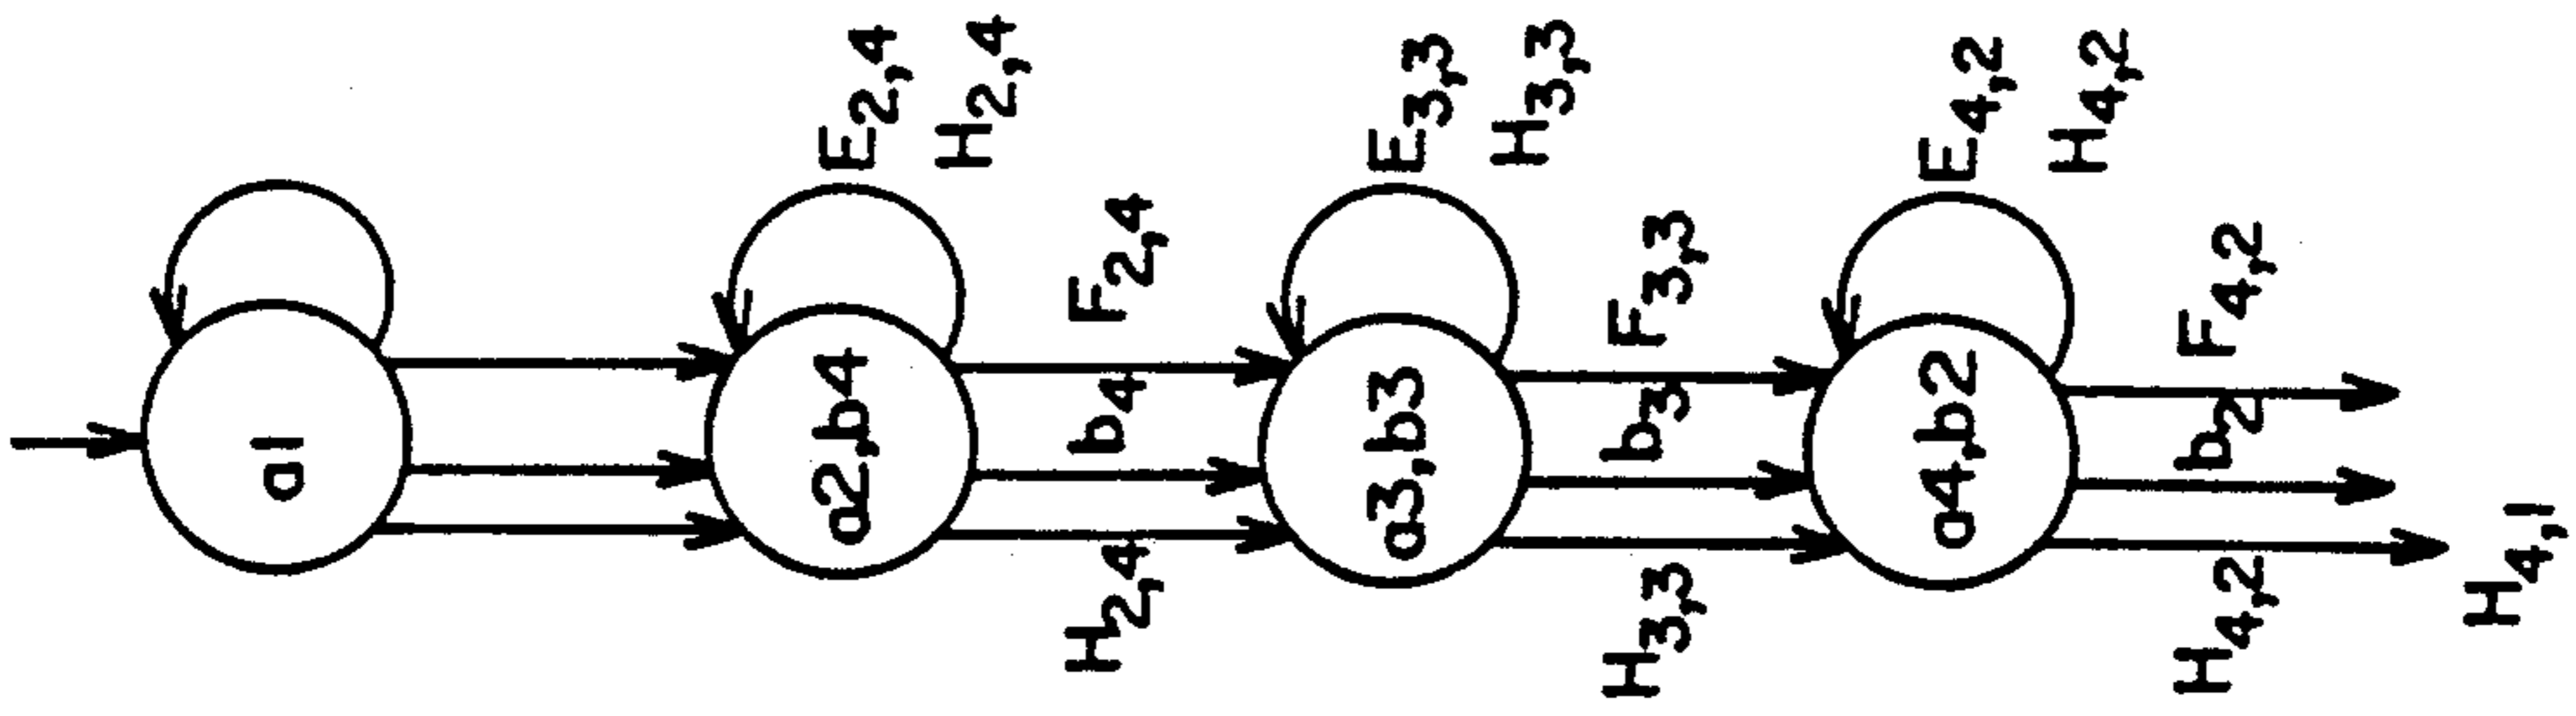 a1
a2,b4
E2,4
H2,4
F2,4
b4
H2,4
a3,b3
E3,3
H3,3
F3,3
b3
H3,3
a4,b2
E4,2
H4,2
F4,2
b2
H4,2
H4,1